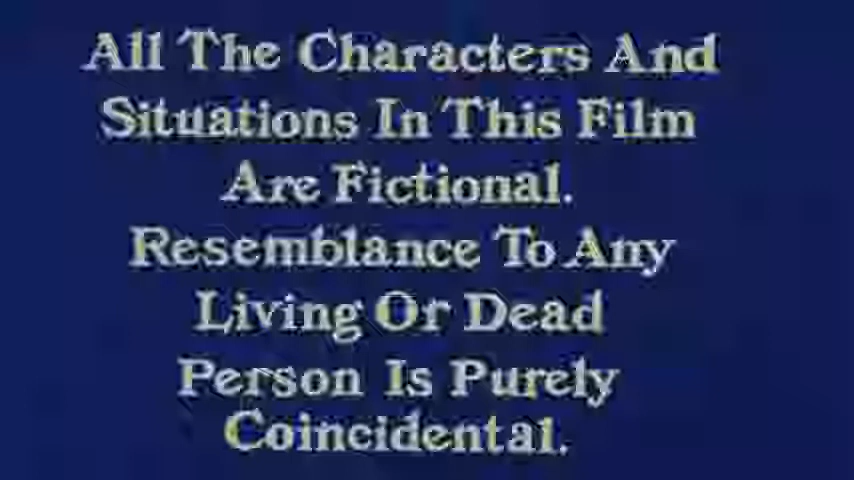 All The Characters And
Situations In This Film
Are Fictional.
Resemblance To Any
Living Or Dead
Person Is Purely
Coincidental.